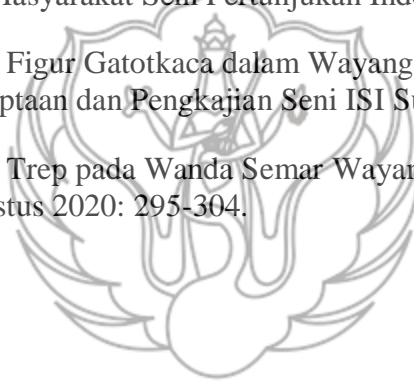 Masyarakat Seni Pertunjukan Ind
Figur Gatotkaca dalam Wayang
ptaan dan Pengkajian Seni ISI Su
Trep pada Wanda Semar Waya
stus 2020: 295-304.